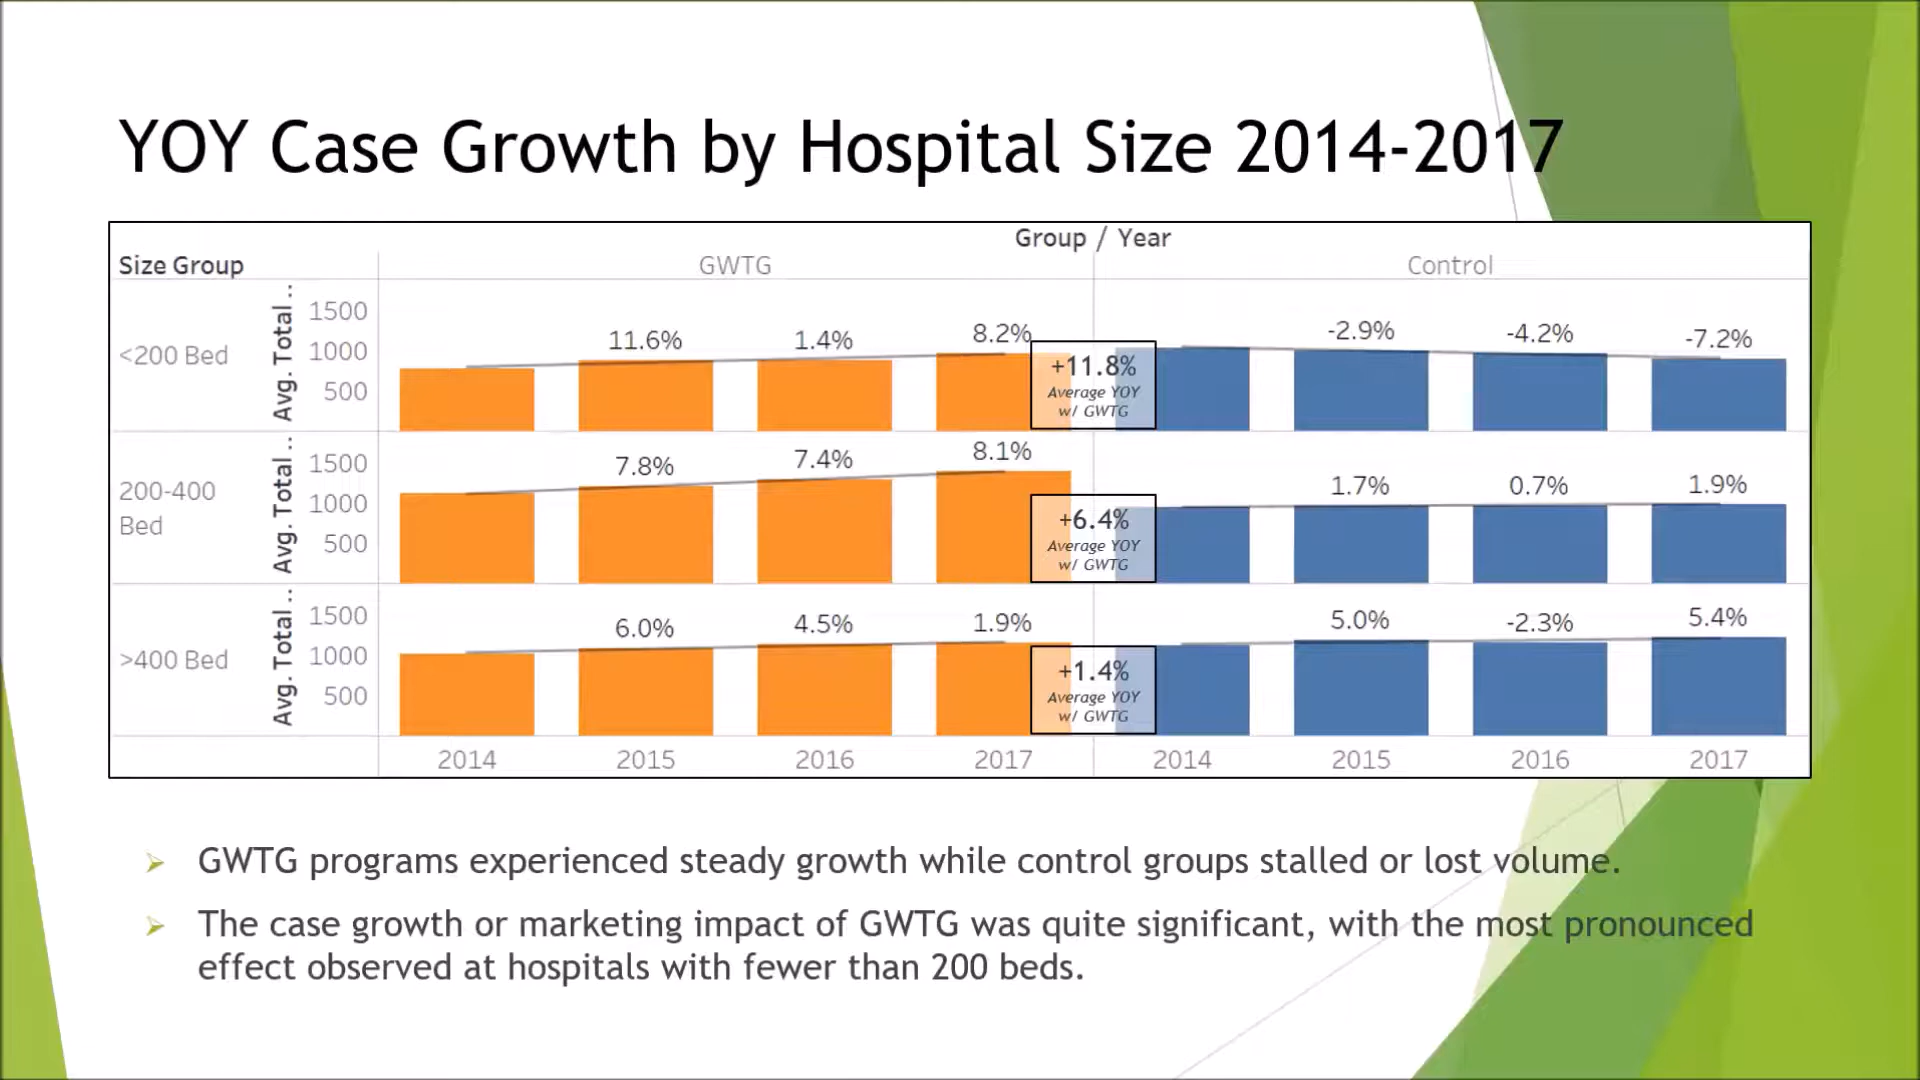 YOY Case Growth by Hospital Size 2014-2017
Group / Year
Size Group
GWTG
Control
<200 Bed
Avg. Total ..
1500
1000
500
11.6%
1.4%
8.2%
+11.8%
Average YOY
w/ GWTG
-2.9%
-4.2%
-7.2%
200-400
Bed
Avg. Total ..
1500
1000
500
7.8%
7.4%
8.1%
+6.4%
Average YOY
w/ GWTG
1.7%
0.7%
1.9%
>400 Bed
Avg. Total ..
1500
1000
500
6.0%
4.5%
1.9%
+1.4%
Average YOY
w/ GWTG
5.0%
-2.3%
5.4%
2014 2015 2016 2017 2014 2015 2016 2017
GWTG programs experienced steady growth while control groups stalled or lost volume.
The case growth or marketing impact of GWTG was quite significant, with the most pronounced
effect observed at hospitals with fewer than 200 beds.